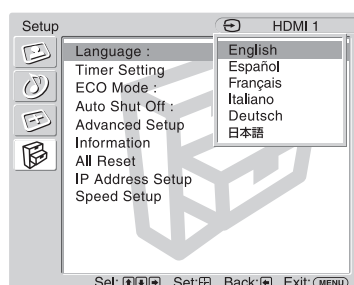 Setup
HDMI 1
Language :
Timer Setting
ECO Mode :
Auto Shut Off :
Advanced Setup
Information
All Reset
IP Address Setup
Speed Setup
English
Español
Français
Italiano
Deutsch
日本語
Sel: Set: Back: Exit: MENU